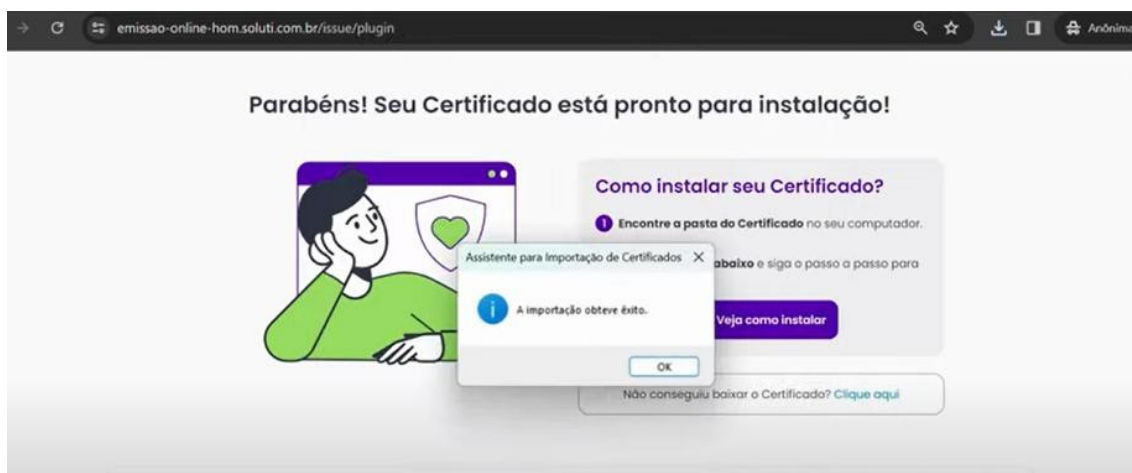 emissao-online-hom.soluti.com.br/issue/plugin
Anônima
Parabéns! Seu Certificado está pronto para instalação!
Como instalar seu Certificado?
1 Encontre a pasta do Certificado no seu computador.
Assistente para Importação de Certificados
abaixo e siga o passo a passo para
A importação obteve êxito.
Veja como instalar
OK
Não conseguiu baixar o Certificado? Clique aqui